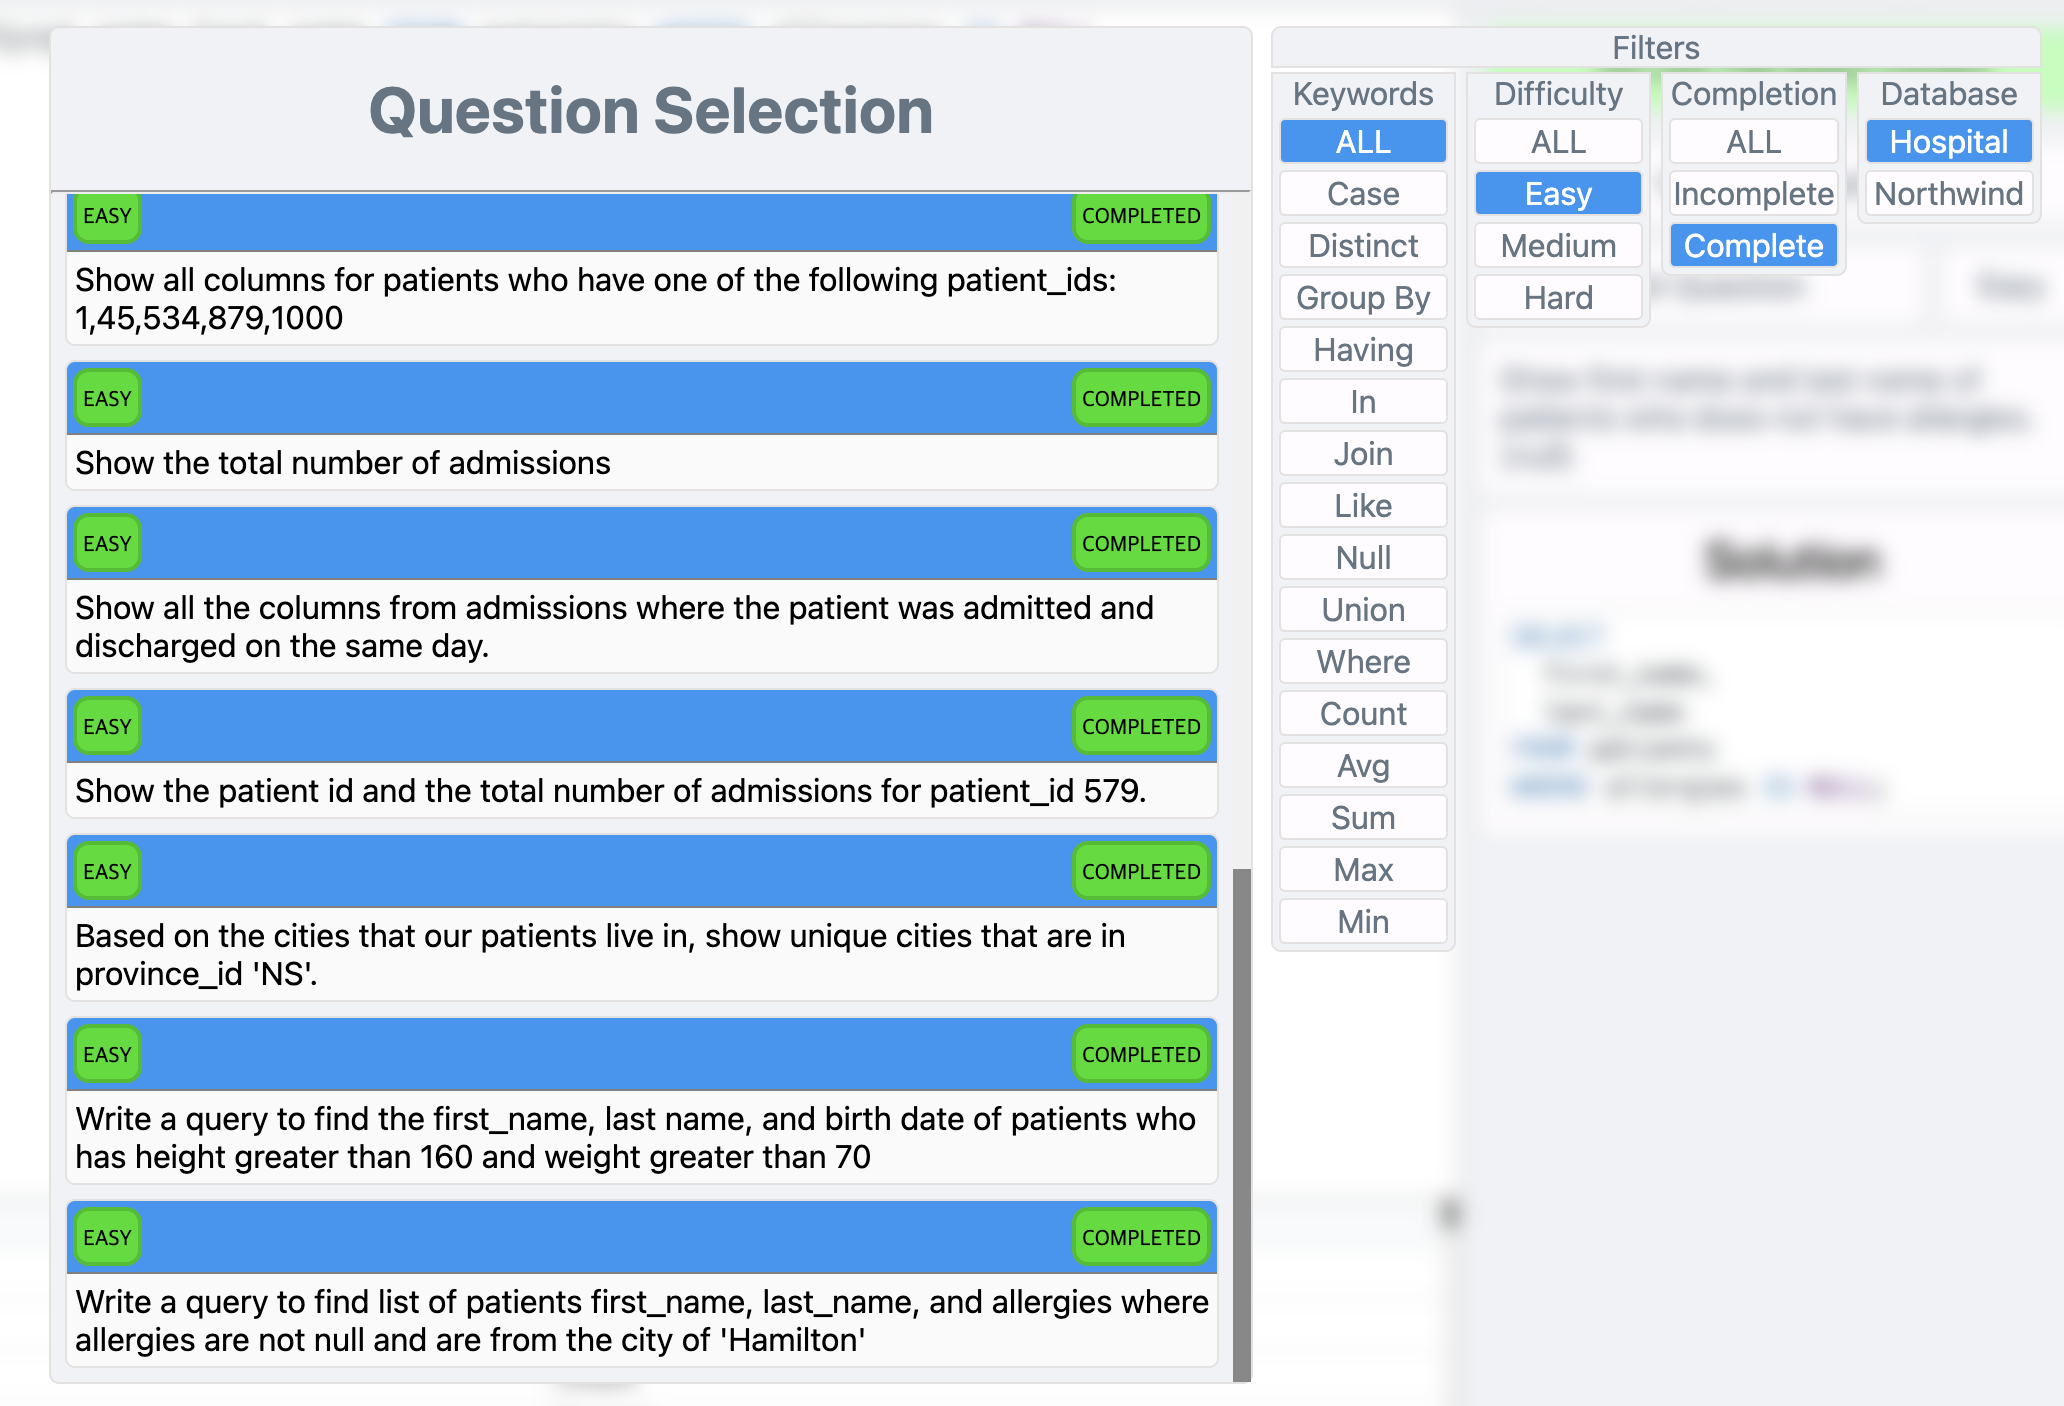 Question Selection
EASY COMPLETED
Show all columns for patients who have one of the following patient_ids:
1,45,534,879,1000
EASY COMPLETED
Show the total number of admissions
EASY COMPLETED
Show all the columns from admissions where the patient was admitted and
discharged on the same day.
EASY COMPLETED
Show the patient id and the total number of admissions for patient_id 579.
EASY COMPLETED
Based on the cities that our patients live in, show unique cities that are in
province_id 'NS'.
EASY COMPLETED
Write a query to find the first_name, last name, and birth date of patients who
has height greater than 160 and weight greater than 70
EASY COMPLETED
Write a query to find list of patients first_name, last_name, and allergies where
allergies are not null and are from the city of 'Hamilton'
Filters
Keywords
ALL
Case
Distinct
Group By
Having
In
Join
Like
Null
Union
Where
Count
Avg
Sum
Max
Min
Difficulty
ALL
Easy
Medium
Hard
Completion
ALL
Incomplete
Complete
Database
Hospital
Northwind
Solution